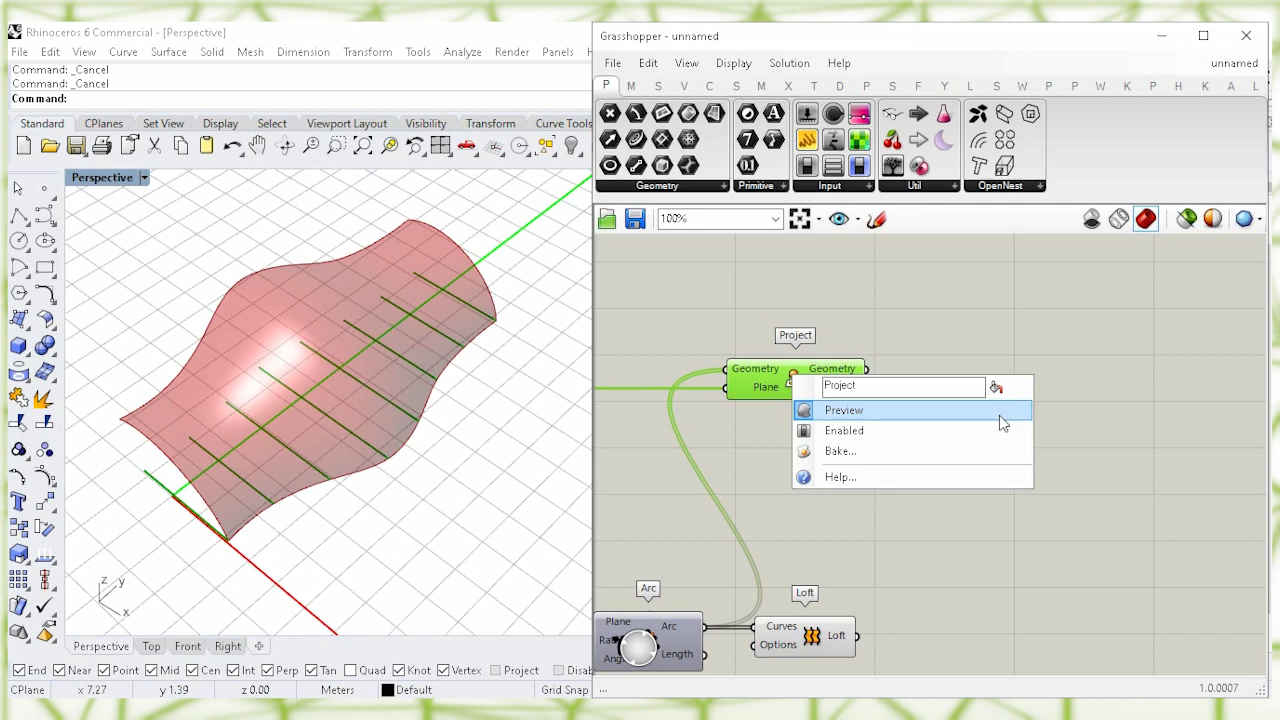 Rhinoceros 6 Commercial - [Perspective]
File Edit View Curve Surface Solid Mesh Dimension Transform Tools Analyze Render Panels
Command: _Cancel
Command: _Cancel
Command:
Standard CPlanes Set View Display Select Viewport Layout Visibility Transform Curve Tools
Perspective
z
y
x
Perspective Top Front Right
End Near Point Mid Cen Int Perp Tan Quad Knot Vertex Project Disab
CPlane x 7.27 y 1.39 z 0.00 Meters Default Grid Snap
Grasshopper - unnamed
File Edit View Display Solution Help unnamed
P M S V C S M X T D P S E Y L S W K P H K A L
Geometry Primitive Input Util OpenNest
100%
Project
Geometry Geometry
Plane
Project
Preview
Enabled
Bake...
Help...
Arc
Plane Arc
Length
Loft
Curves Loft
Options
... 1.0.0007